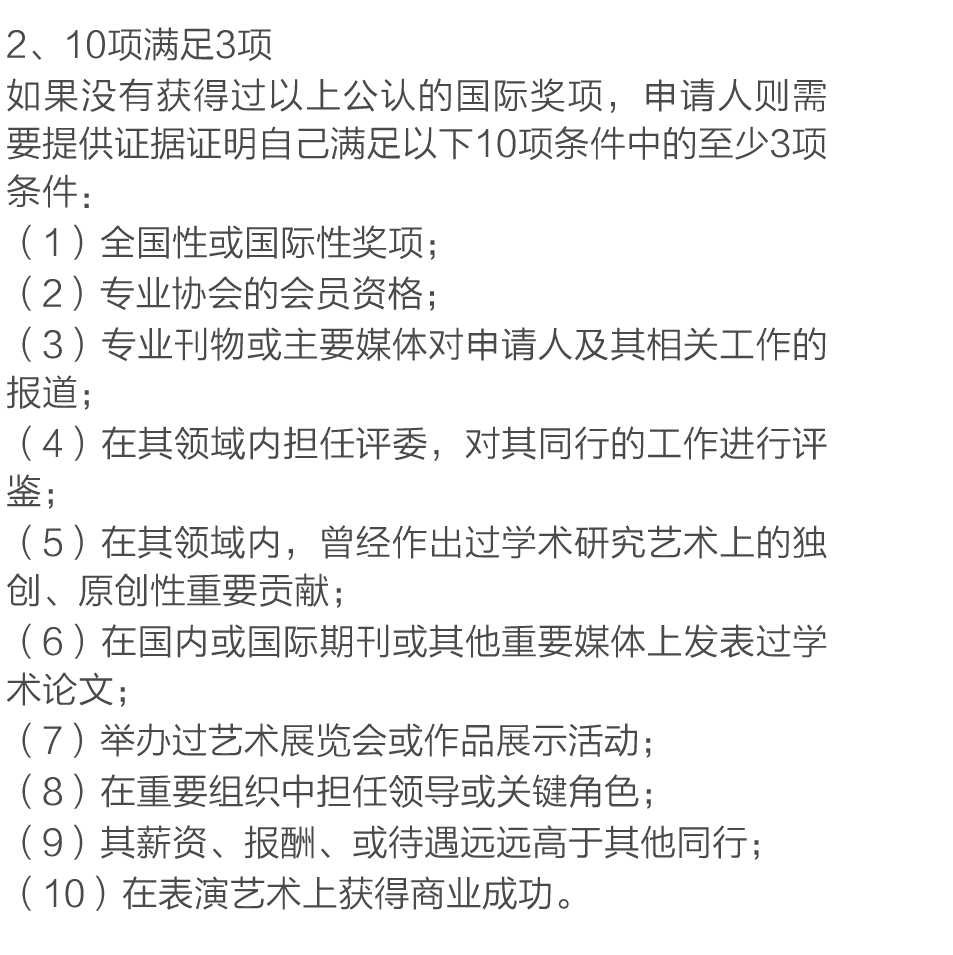 2、10项满足3项
如果没有获得过以上公认的国际奖项，申请人则需
要提供证据证明自己满足以下10项条件中的至少3项
条件：
（1）全国性或国际性奖项；
（2）专业协会的会员资格；
（3）专业刊物或主要媒体对申请人及其相关工作的
报道；
（4）在其领域内担任评委，对其同行的工作进行评
鉴；
（5）在其领域内，曾经作出过学术研究艺术上的独
创、原创性重要贡献；
（6）在国内或国际期刊或其他重要媒体上发表过学
术论文；
（7）举办过艺术展览会或作品展示活动；
（8）在重要组织中担任领导或关键角色；
（9）其薪资、报酬、或待遇远远高于其他同行；
（10）在表演艺术上获得商业成功。